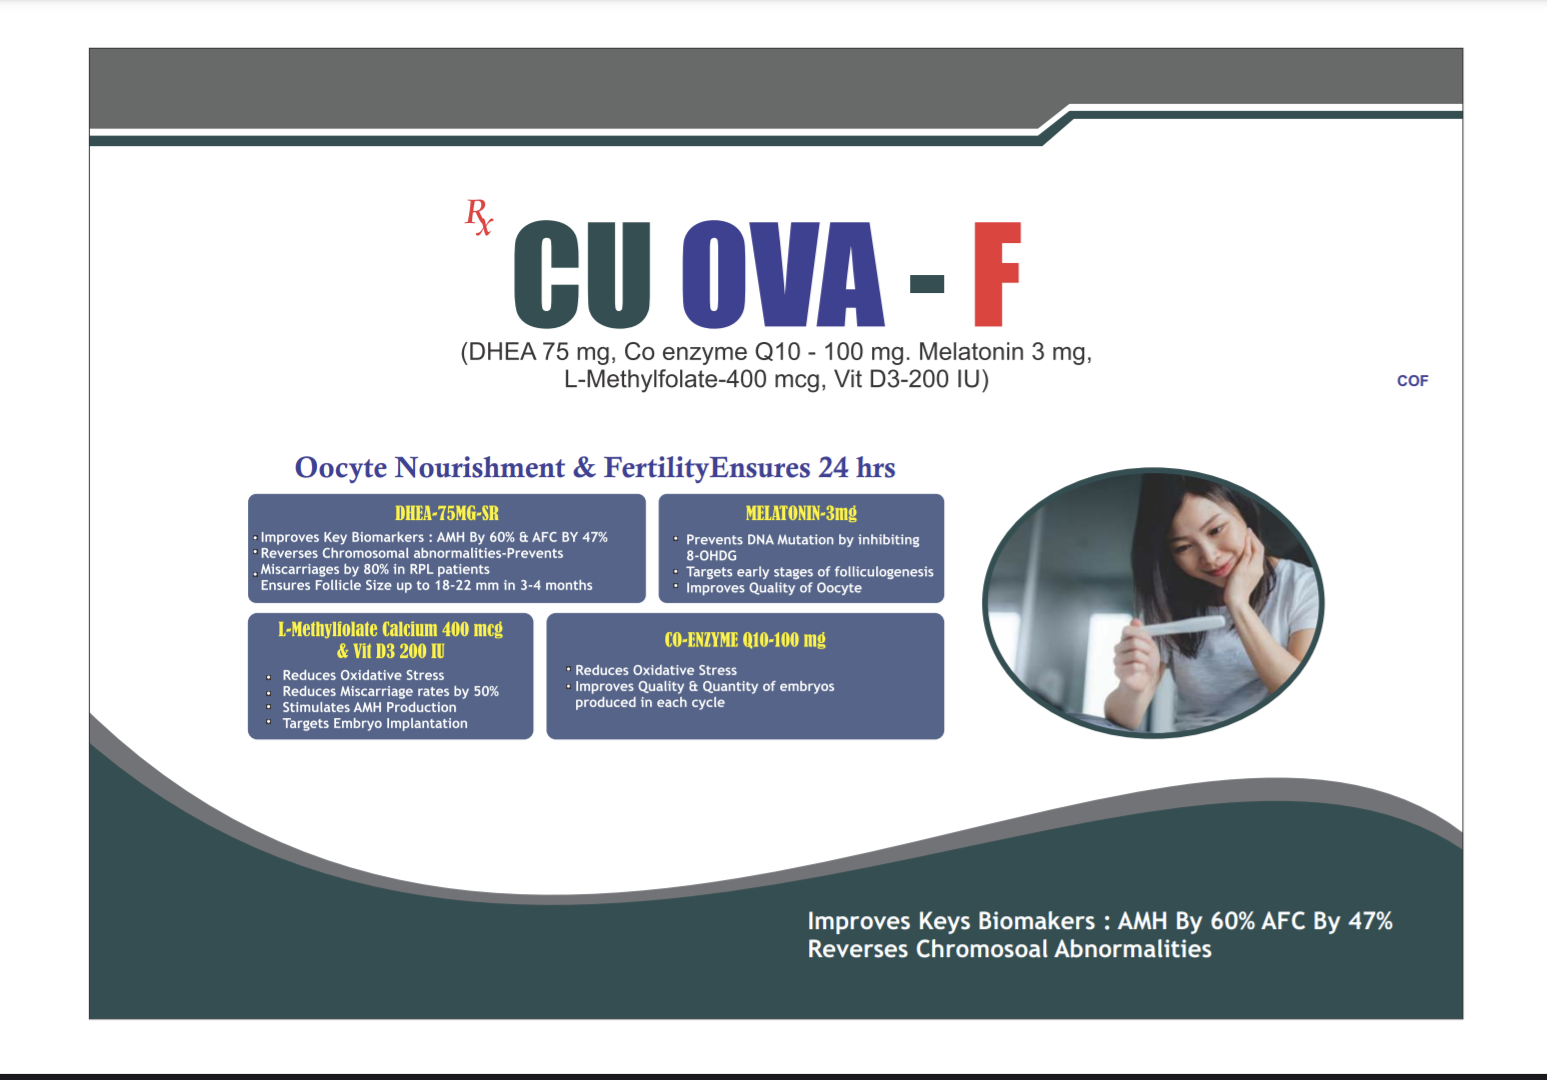 Rx
CU OVA - F
(DHEA 75 mg, Co enzyme Q10 - 100 mg. Melatonin 3 mg,
L-Methylfolate-400 mcg, Vit D3-200 IU)
COF
Oocyte Nourishment & FertilityEnsures 24 hrs
DHEA-75MG-SR
• Improves Key Biomarkers : AMH By 60% & AFC BY 47%
• Reverses Chromosomal abnormalities-Prevents
• Miscarriages by 80% in RPL patients
Ensures Follicle Size up to 18-22 mm in 3-4 months
MELATONIN-3mg
• Prevents DNA Mutation by inhibiting
8-OHDG
• Targets early stages of folliculogenesis
• Improves Quality of Oocyte
L-Methylfolate Calcium 400 mcg
& Vit D3 200 IU
• Reduces Oxidative Stress
• Reduces Miscarriage rates by 50%
• Stimulates AMH Production
• Targets Embryo Implantation
CO-ENZYME Q10-100 mg
• Reduces Oxidative Stress
• Improves Quality & Quantity of embryos
produced in each cycle
Improves Keys Biomakers : AMH By 60% AFC By 47%
Reverses Chromosoal Abnormalities